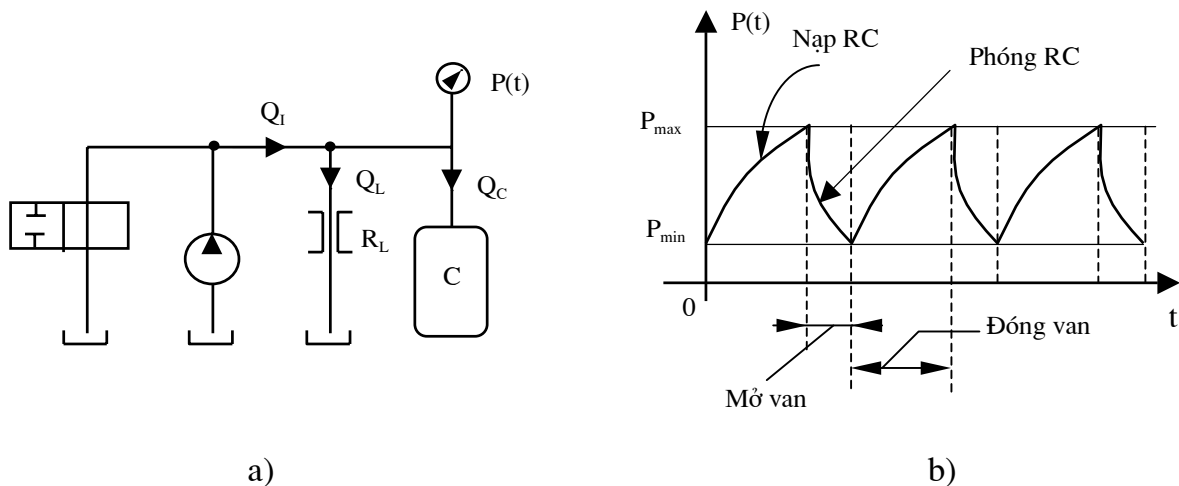 P(t)
Q_I
Q_L
Q_C
R_L
C
a)
P(t)
Nạp RC
Phóng RC
P_max
P_min
0
t
Đóng van
Mở van
b)